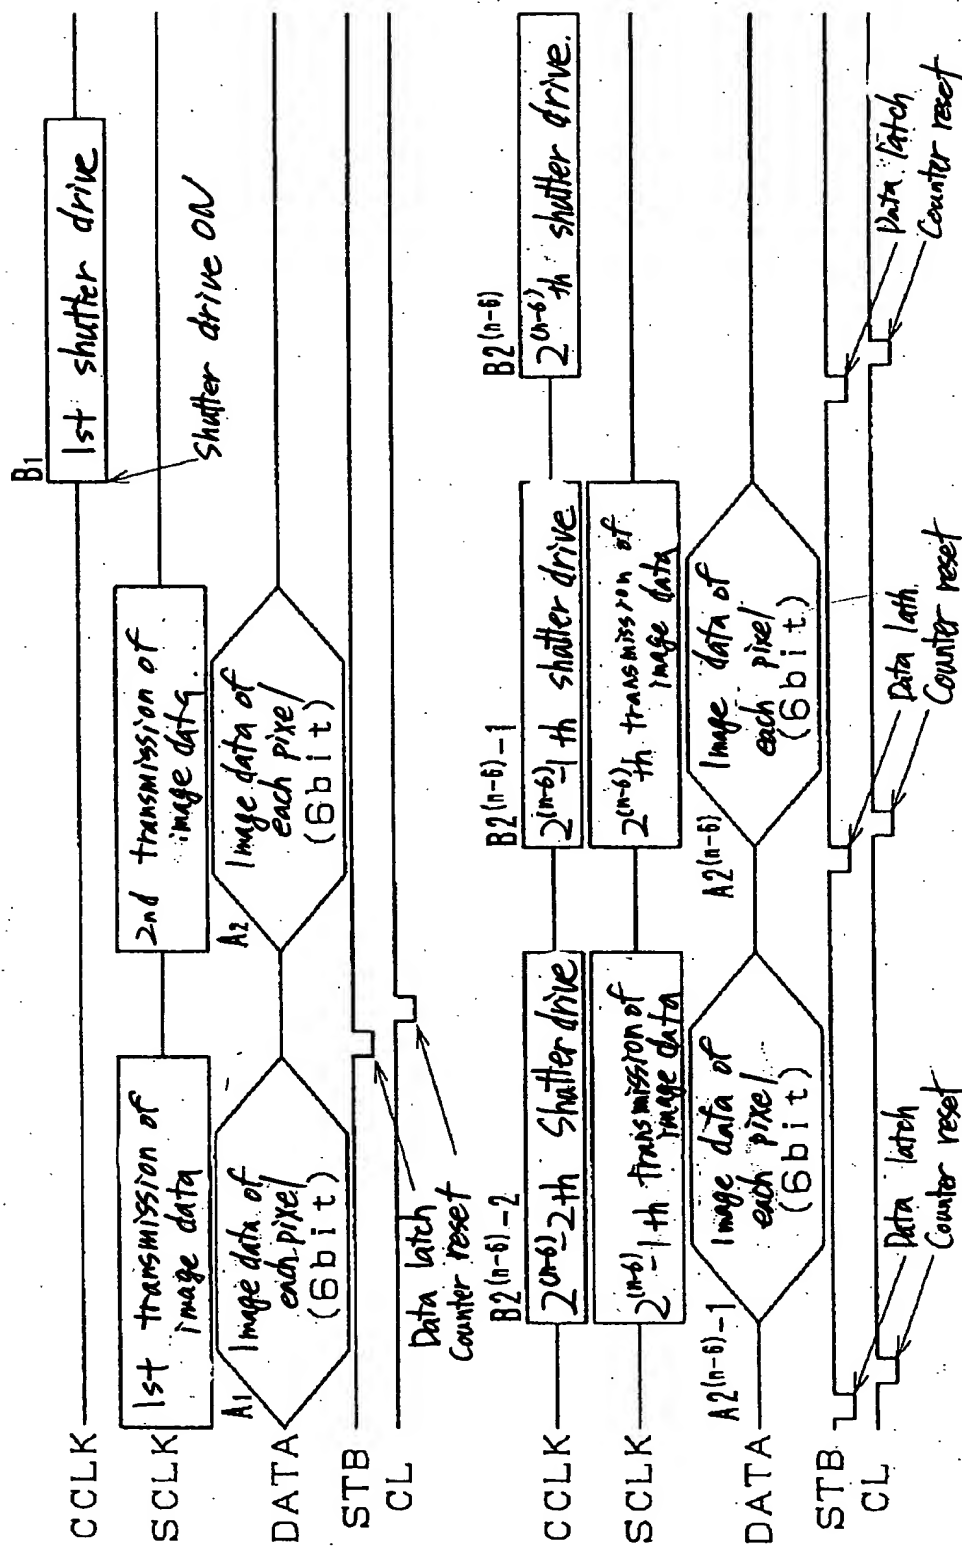 B1
CCLK
1st shutter drive
Shutter drive ON
SCLK
1st transmission of
image data
2nd transmission of
image data
A1
A2
DATA
Image data of
each pixel
(6bit)
Image data of
each pixel
(6bit)
STB
CL
Data latch
Counter reset
B2(n-6)-2
B2(n-6)-1
B2(n-6)
CCLK
2(n-6)-2th Shutter drive
2(n-6)-1 th shutter drive
2(n-6)th shutter drive.
SCLK
2(n-6)-1 th transmission of
image data
2(n-6)th transmission of
image data
A2(n-6)-1
A2(n-6)
DATA
Image data of
each pixel
(6bit)
Image data of
each pixel
(6bit)
STB
CL
Data latch
Counter reset
Data lath
Counter reset
Data latch
Counter reset